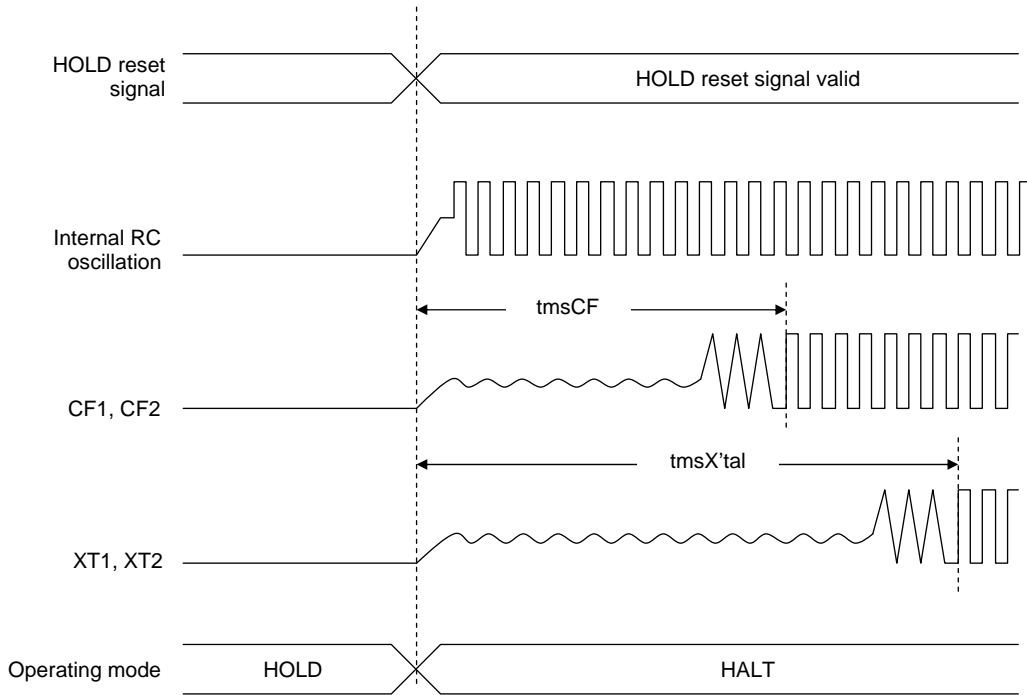 HOLD reset
signal
HOLD reset signal valid
Internal RC
oscillation
tmsCF
CF1, CF2
tmsX'tal
XT1, XT2
Operating mode
HOLD
HALT